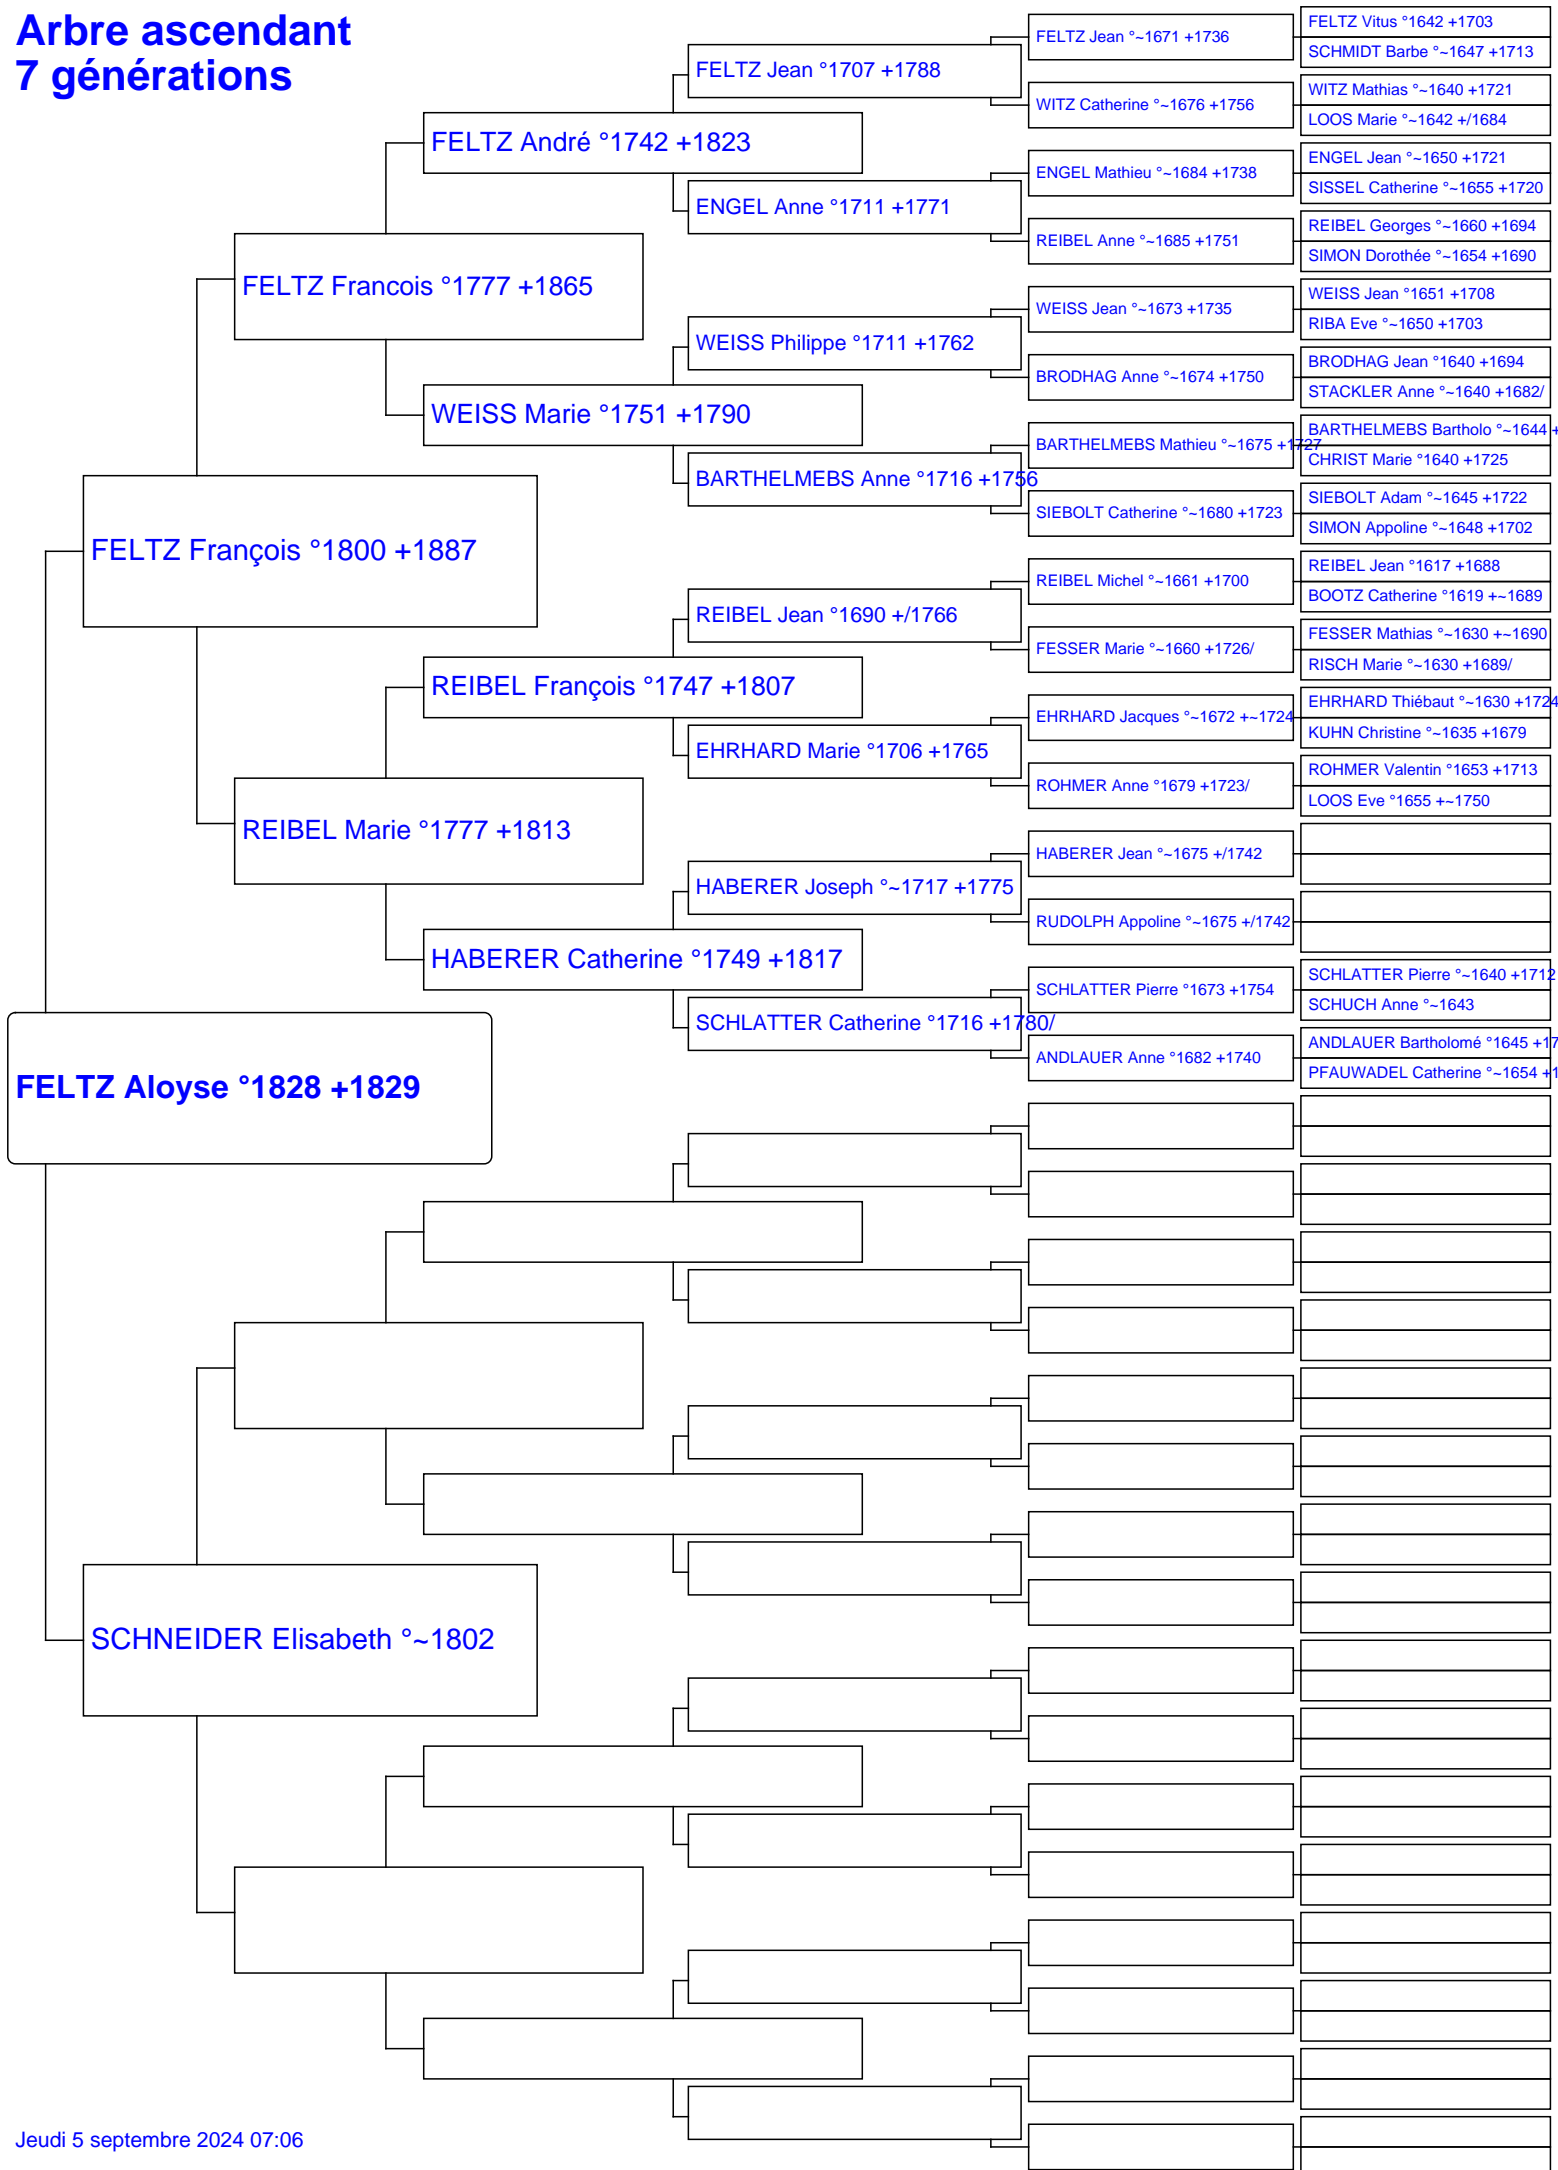 Arbre ascendant
7 générations
FELTZ Aloyse °1828 +1829
FELTZ François °1800 +1887
SCHNEIDER Elisabeth °~1802
FELTZ Francois °1777 +1865
REIBEL Marie °1777 +1813
FELTZ André °1742 +1823
WEISS Marie °1751 +1790
REIBEL François °1747 +1807
HABERER Catherine °1749 +1817
FELTZ Jean °1707 +1788
ENGEL Anne °1711 +1771
WEISS Philippe °1711 +1762
BARTHELMEBS Anne °1716 +1756
REIBEL Jean °1690 +/1766
EHRHARD Marie °1706 +1765
HABERER Joseph °~1717 +1775
SCHLATTER Catherine °1716 +1780/
FELTZ Jean °~1671 +1736
WITZ Catherine °~1676 +1756
ENGEL Mathieu °~1684 +1738
REIBEL Anne °~1685 +1751
WEISS Jean °~1673 +1735
BRODHAG Anne °~1674 +1750
BARTHELMEBS Mathieu °~1675 +1727
SIEBOLT Catherine °~1680 +1723
REIBEL Michel °~1661 +1700
FESSER Marie °~1660 +1726/
EHRHARD Jacques °~1672 +~1724
ROHMER Anne °1679 +1723/
HABERER Jean °~1675 +/1742
RUDOLPH Appoline °~1675 +/1742
SCHLATTER Pierre °1673 +1754
ANDLAUER Anne °1682 +1740
FELTZ Vitus °1642 +1703
SCHMIDT Barbe °~1647 +1713
WITZ Mathias °~1640 +1721
LOOS Marie °~1642 +/1684
ENGEL Jean °~1650 +1721
SISSEL Catherine °~1655 +1720
REIBEL Georges °~1660 +1694
SIMON Dorothée °~1654 +1690
WEISS Jean °1651 +1708
RIBA Eve °~1650 +1703
BRODHAG Jean °1640 +1694
STACKLER Anne °~1640 +1682/
BARTHELMEBS Bartholo °~1644 +
CHRIST Marie °1640 +1725
SIEBOLT Adam °~1645 +1722
SIMON Appoline °~1648 +1702
REIBEL Jean °1617 +1688
BOOTZ Catherine °1619 +~1689
FESSER Mathias °~1630 +~1690
RISCH Marie °~1630 +1689/
EHRHARD Thiébaut °~1630 +1724
KUHN Christine °~1635 +1679
ROHMER Valentin °1653 +1713
LOOS Eve °1655 +~1750
SCHLATTER Pierre °~1640 +1712
SCHUCH Anne °~1643
ANDLAUER Bartholomé °1645 +17
PFAUWADEL Catherine °~1654 +1
Jeudi 5 septembre 2024 07:06